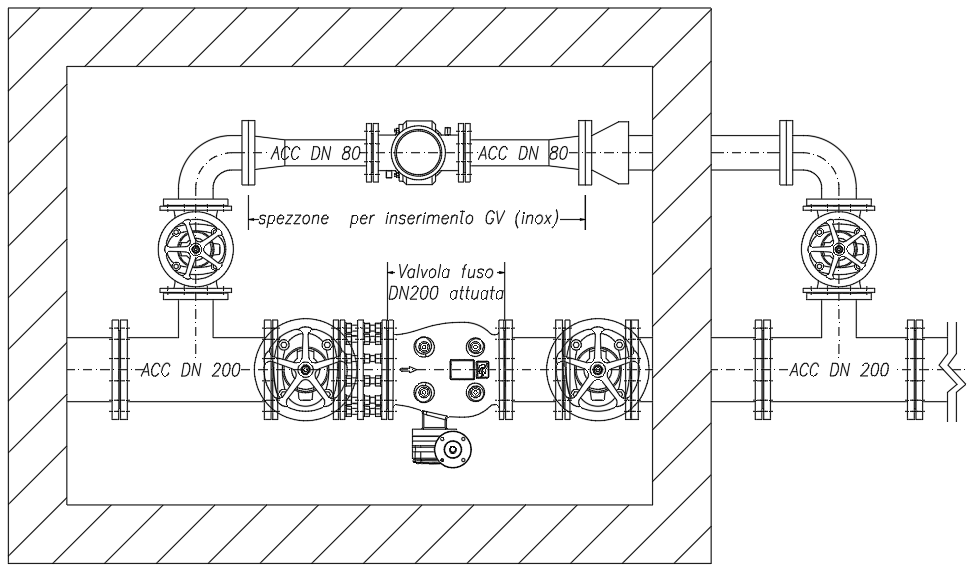 ACC DN 80
ACC DN 80
spezzone per inserimento GV (inox)
Valvola fuso
DN200 attuata
ACC DN 200
ACC DN 200